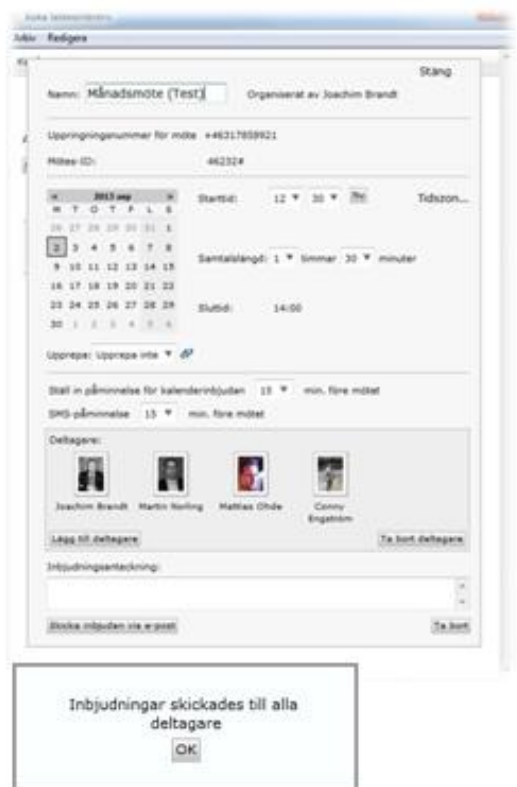 Arkiv Redigera
Stäng
Namn: Månadsmöte (Test) Organiserat av Joachim Brandt
Uppringningsnummer för möte +46317859921
Mötes-ID: 46232#
« 2013 sep »
M T O T F L S
26 27 28 29 30 31 1
2 3 4 5 6 7 8
9 10 11 12 13 14 15
16 17 18 19 20 21 22
23 24 25 26 27 28 29
30 1 2 3 4 5 6
Starttid: 12 30 Tidszon...
Samtalslängd: 1 timmar 30 minuter
Sluttid: 14:00
Upprepa: Upprepa inte
Ställ in påminnelse för kalenderinbjudan 15 min. före mötet
SMS-påminnelse 15 min. före mötet
Deltagare:
Joachim Brandt Martin Norling Mattias Ohde Conny
Engström
Lägg till deltagare Ta bort deltagare
Inbjudningsanteckning:
Skicka inbjudan via e-post Ta bort
Inbjudningar skickades till alla
deltagare
OK